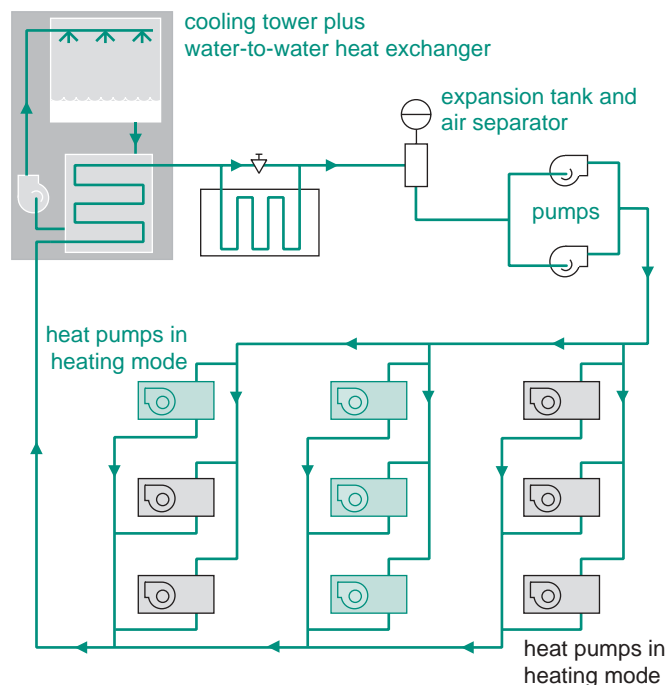 cooling tower plus
water-to-water heat exchanger
expansion tank and
air separator
pumps
heat pumps in
heating mode
heat pumps in
heating mode